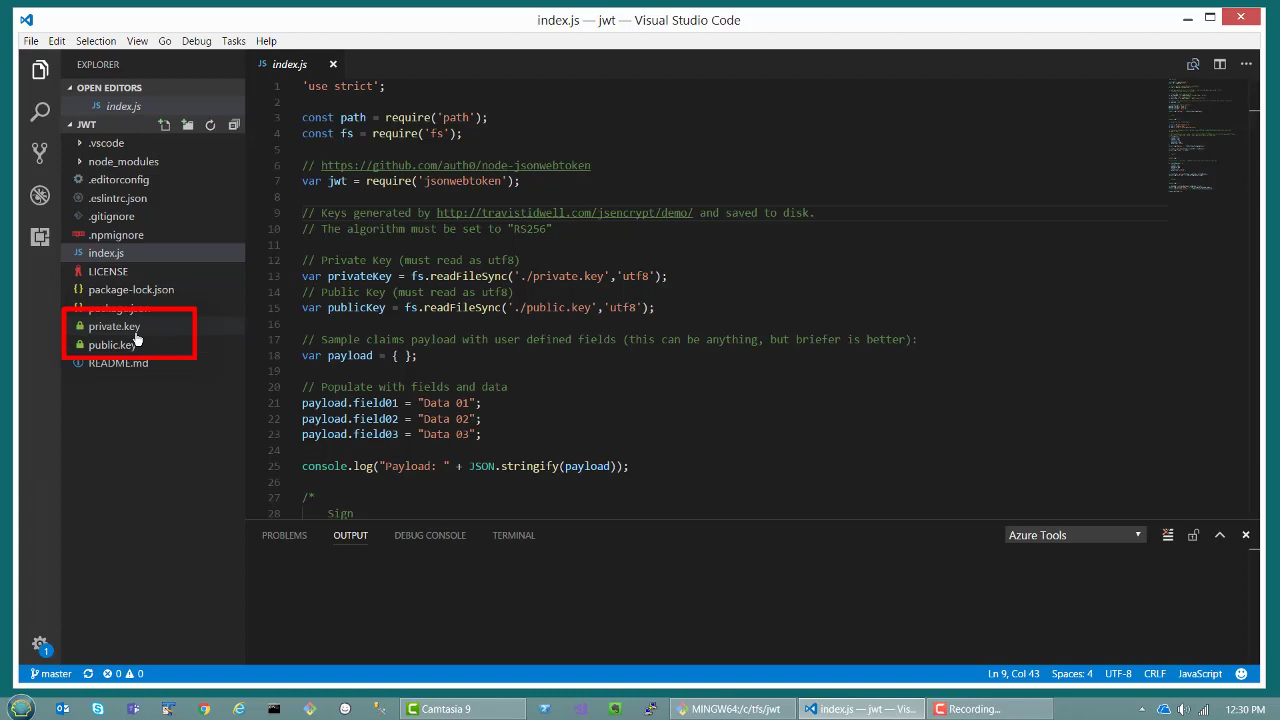 index.js — jwt — Visual Studio Code
File Edit Selection View Go Debug Tasks Help
EXPLORER
OPEN EDITORS
JS index.js
JWT
.vscode
node_modules
.editorconfig
.eslintrc.json
.gitignore
.npmignore
JS index.js
LICENSE
{} package-lock.json
{} package.json
private.key
public.key
README.md
JS index.js
1 'use strict';
2
3 const path = require('path');
4 const fs = require('fs');
5
6 // https://github.com/auth0/node-jsonwebtoken
7 var jwt = require('jsonwebtoken');
8
9 // Keys generated by http://travistidwell.com/jsencrypt/demo/ and saved to disk.
10 // The algorithm must be set to "RS256"
11
12 // Private Key (must read as utf8)
13 var privateKey = fs.readFileSync('./private.key','utf8');
14 // Public Key (must read as utf8)
15 var publicKey = fs.readFileSync('./public.key','utf8');
16
17 // Sample claims payload with user defined fields (this can be anything, but briefer is better):
18 var payload = { };
19
20 // Populate with fields and data
21 payload.field01 = "Data 01";
22 payload.field02 = "Data 02";
23 payload.field03 = "Data 03";
24
25 console.log("Payload: " + JSON.stringify(payload));
26
27 /*
28 Sign
PROBLEMS OUTPUT DEBUG CONSOLE TERMINAL Azure Tools
1
master 0 0 Ln 9, Col 43 Spaces: 4 UTF-8 CRLF JavaScript
Camtasia 9 MINGW64:/c/tfs/jwt index.js — jwt — Vis... Recording... 12:30 PM